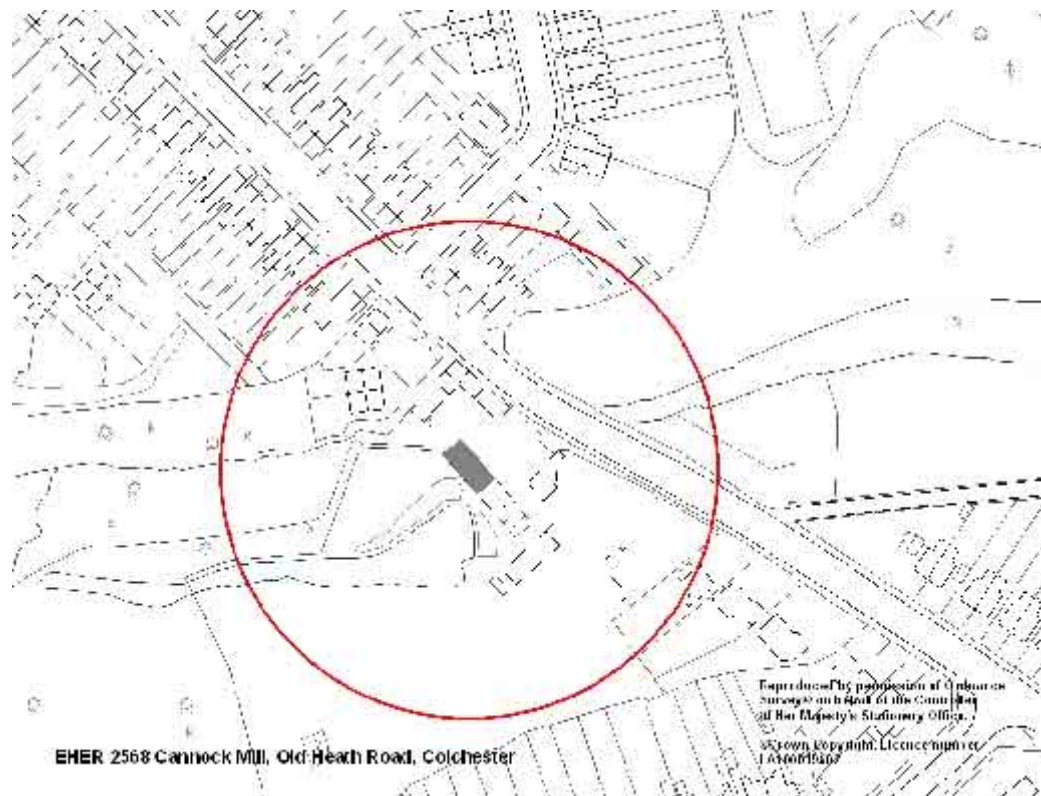 EHER 2568 Cannock Mill, Old Heath Road, Colchester
Reproduced by permission of Ordnance
Survey® on behalf of the Controller
of Her Majesty's Stationery Office.
© Crown Copyright. Licence number